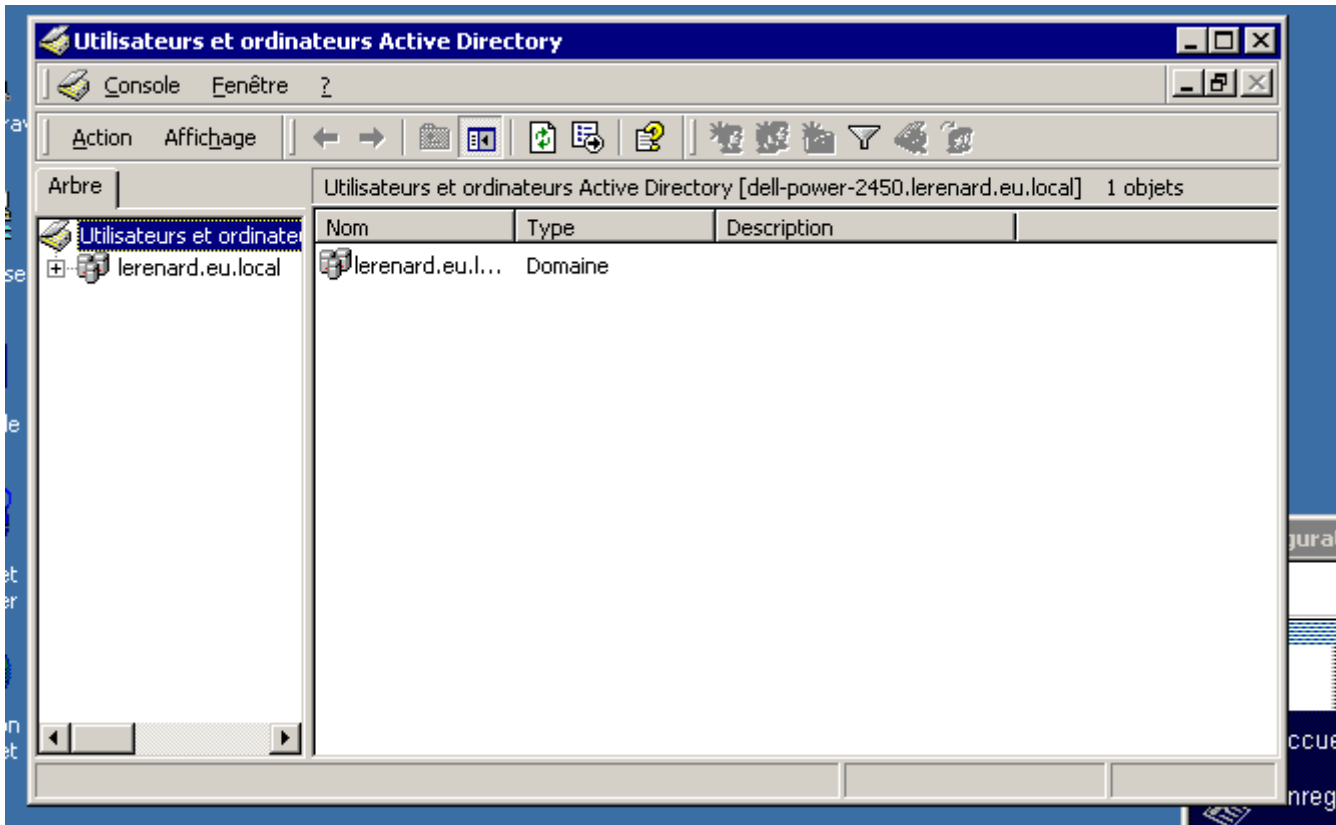 Utilisateurs et ordinateurs Active Directory
Console Fenêtre ?
Action Affichage
Arbre
Utilisateurs et ordinateurs Active Directory [dell-power-2450.lerenard.eu.local] 1 objets
Utilisateurs et ordinate
Nom Type Description
lerenard.eu.local
lerenard.eu.l... Domaine